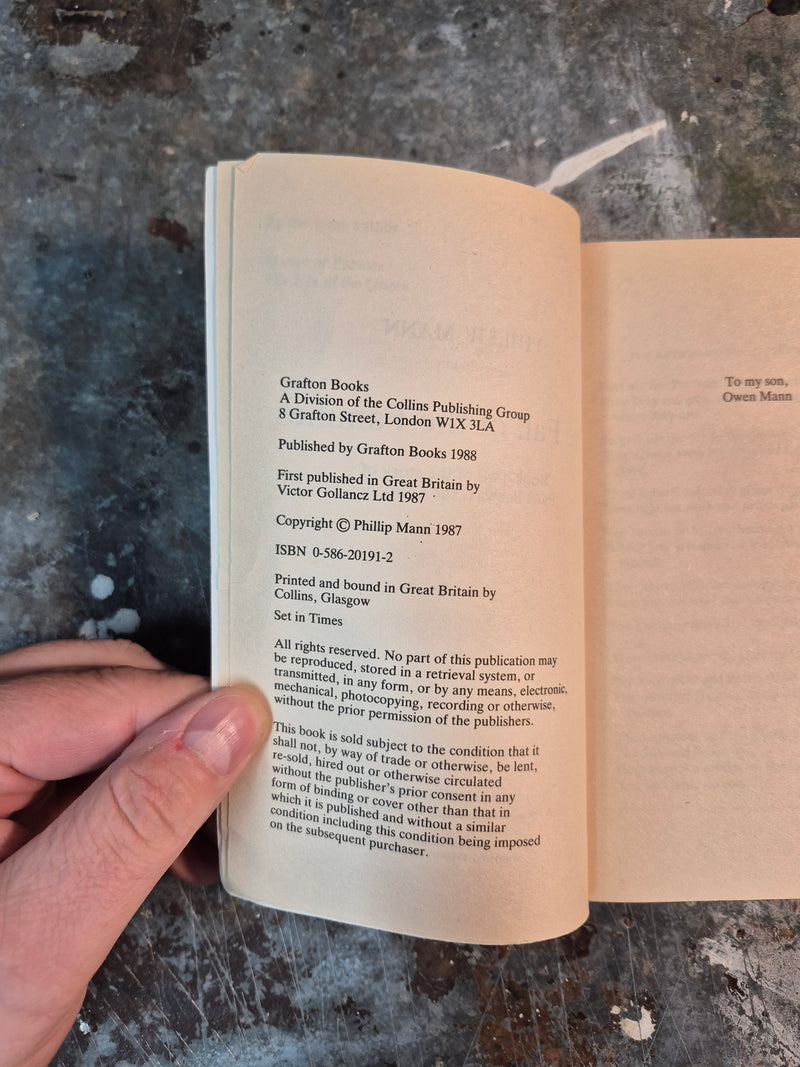 Grafton Books
A Division of the Collins Publishing Group
8 Grafton Street, London W1X 3LA
Published by Grafton Books 1988
First published in Great Britain by
Victor Gollancz Ltd 1987
Copyright © Phillip Mann 1987
ISBN 0-586-20191-2
Printed and bound in Great Britain by
Collins, Glasgow
Set in Times
All rights reserved. No part of this publication may
be reproduced, stored in a retrieval system, or
transmitted, in any form, or by any means, electronic,
mechanical, photocopying, recording or otherwise,
without the prior permission of the publishers.
This book is sold subject to the condition that it
shall not, by way of trade or otherwise, be lent,
re-sold, hired out or otherwise circulated
without the publisher's prior consent in any
form of binding or cover other than that in
which it is published and without a similar
condition including this condition being imposed
on the subsequent purchaser.
To my son,
Owen Mann